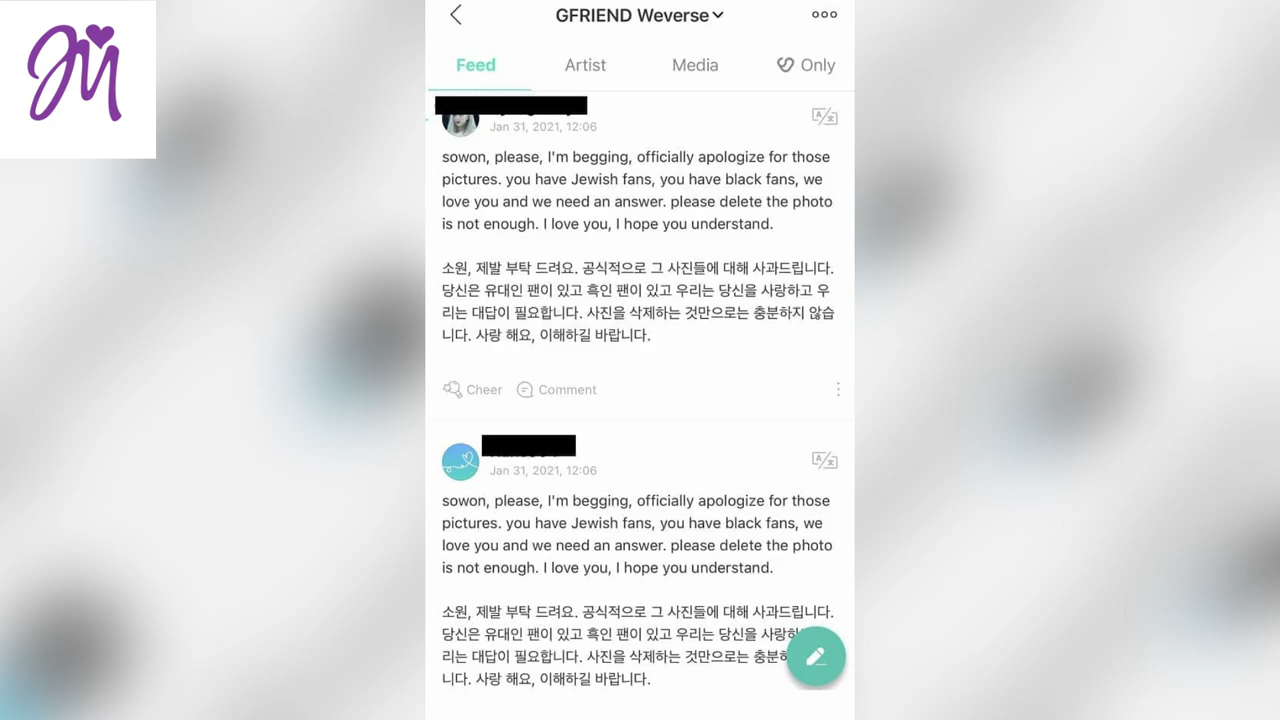 JM
GFRIEND Weverse
Feed
Artist
Media
Only
Jan 31, 2021, 12:06
sowon, please, I'm begging, officially apologize for those
pictures. you have Jewish fans, you have black fans, we
love you and we need an answer. please delete the photo
is not enough. I love you, I hope you understand.
소원, 제발 부탁 드려요. 공식적으로 그 사진들에 대해 사과드립니다.
당신은 유대인 팬이 있고 흑인 팬이 있고 우리는 당신을 사랑하고 우
리는 대답이 필요합니다. 사진을 삭제하는 것만으로는 충분하지 않습
니다. 사랑 해요, 이해하길 바랍니다.
Cheer
Comment
Jan 31, 2021, 12:06
sowon, please, I'm begging, officially apologize for those
pictures. you have Jewish fans, you have black fans, we
love you and we need an answer. please delete the photo
is not enough. I love you, I hope you understand.
소원, 제발 부탁 드려요. 공식적으로 그 사진들에 대해 사과드립니다.
당신은 유대인 팬이 있고 흑인 팬이 있고 우리는 당신을
리는 대답이 필요합니다. 사진을 삭제하는 것만으로는
니다. 사랑 해요, 이해하길 바랍니다.